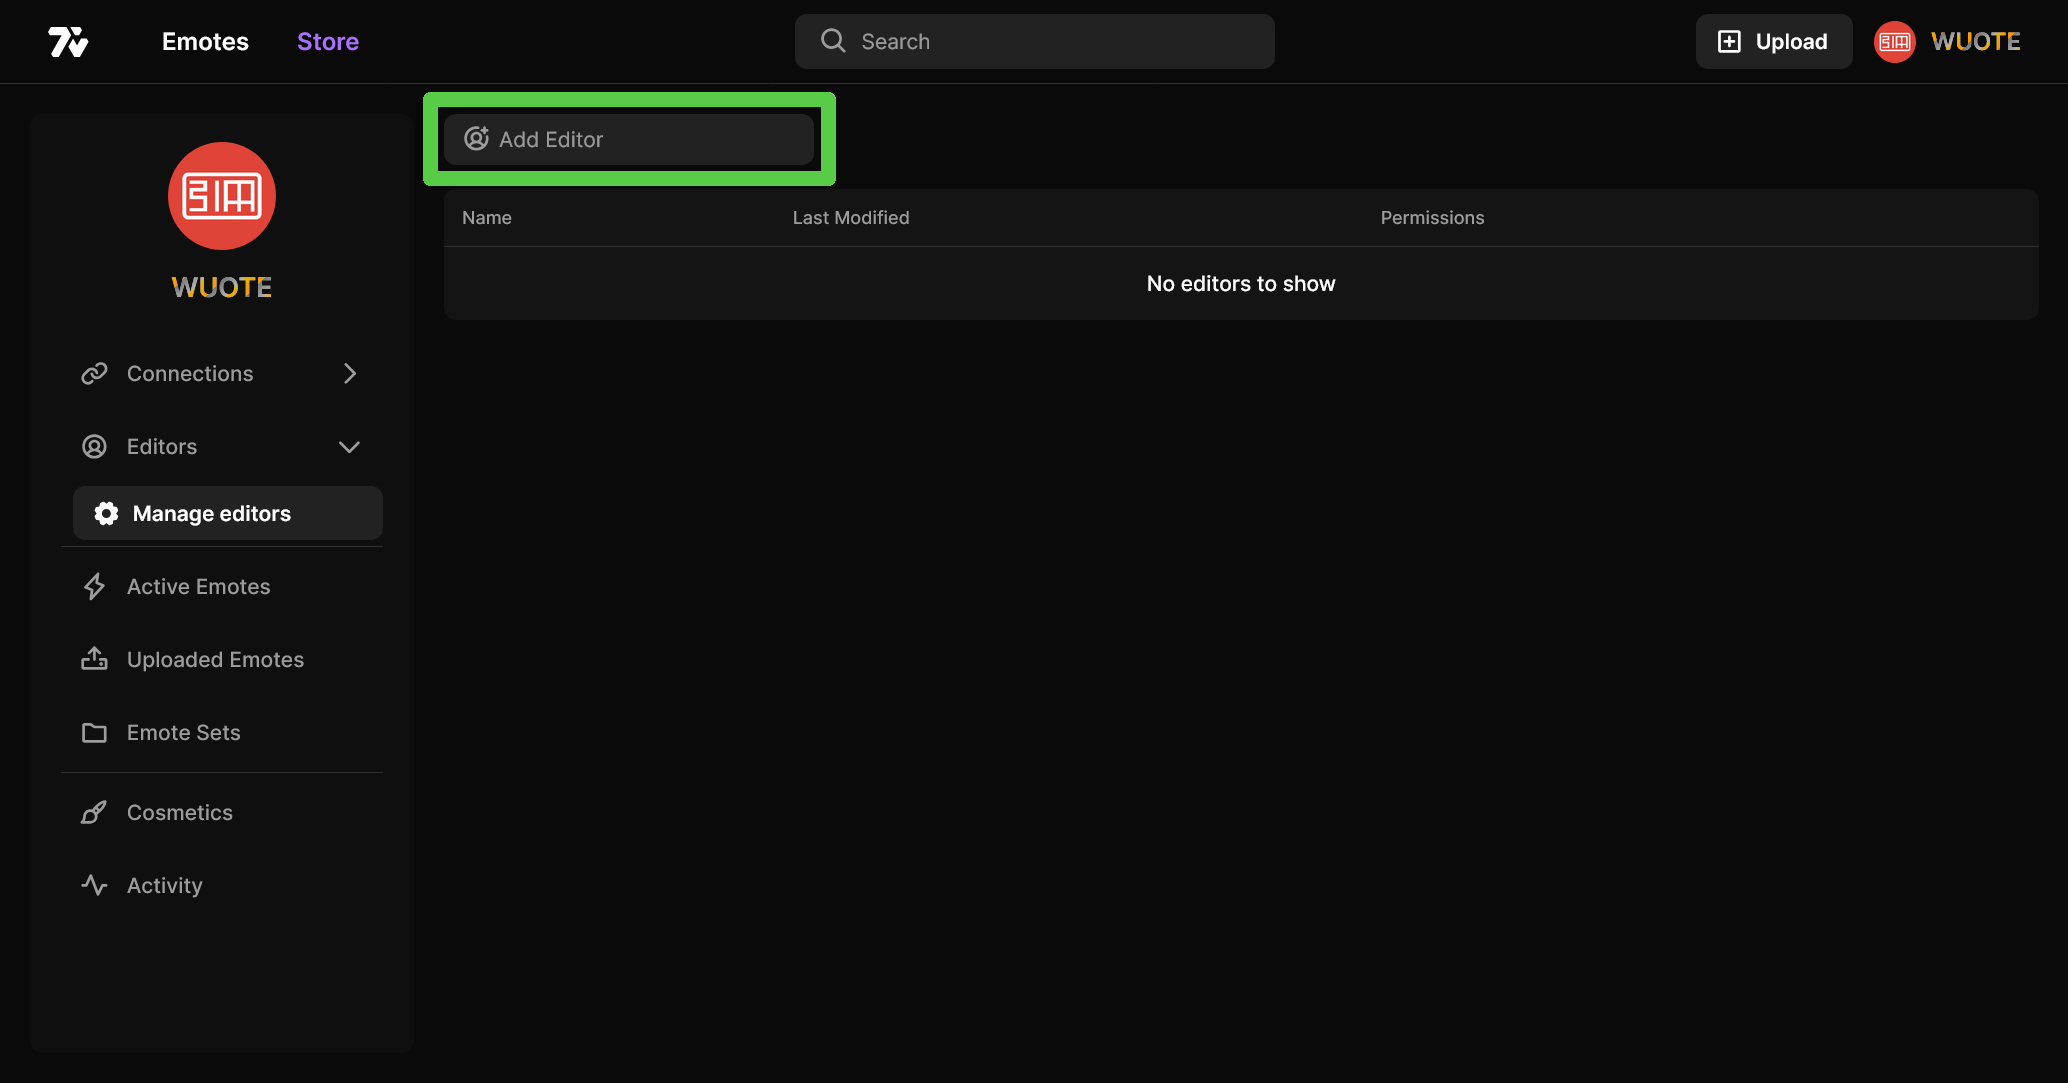 Emotes
Store
Search
Upload
WUOTE
WUOTE
Connections
Editors
Manage editors
Active Emotes
Uploaded Emotes
Emote Sets
Cosmetics
Activity
Add Editor
Name
Last Modified
Permissions
No editors to show